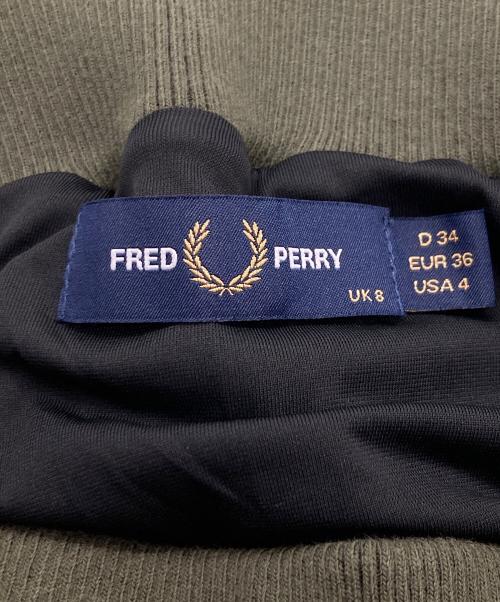 FRED PERRY
UK 8
D 34
EUR 36
USA 4